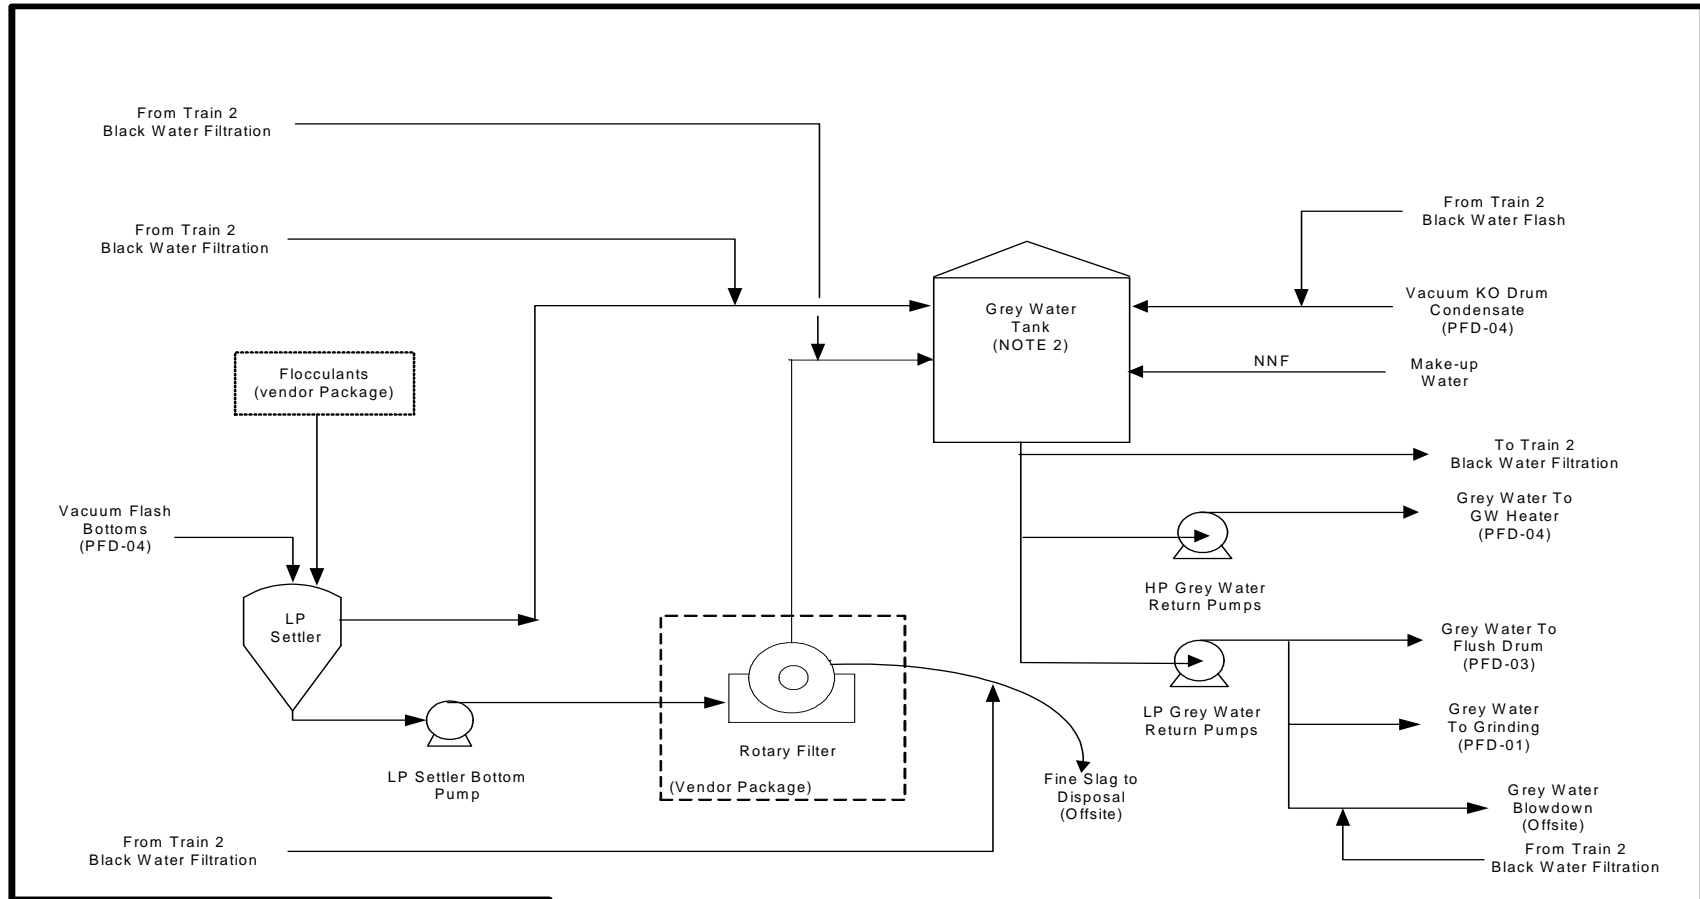 From Train 2
Black Water Filtration
From Train 2
Black Water Filtration
From Train 2
Black Water Flash
Grey Water
Tank
(NOTE 2)
Vacuum KO Drum
Condensate
(PFD-04)
NNF
Make-up
Water
Flocculants
(vendor Package)
To Train 2
Black Water Filtration
Vacuum Flash
Bottoms
(PFD-04)
Grey Water To
GW Heater
(PFD-04)
HP Grey Water
Return Pumps
LP
Settler
Grey Water To
Flush Drum
(PFD-03)
LP Grey Water
Return Pumps
Grey Water
To Grinding
(PFD-01)
Rotary Filter
(Vendor Package)
LP Settler Bottom
Pump
Fine Slag to
Disposal
(Offsite)
Grey Water
Blowdown
(Offsite)
From Train 2
Black Water Filtration
From Train 2
Black Water Filtration